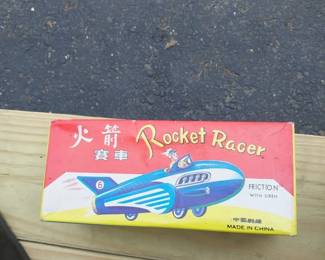 火箭
賽車
Rocket Racer
6
FRICTION
WITH SIREN
中國製造
MADE IN CHINA